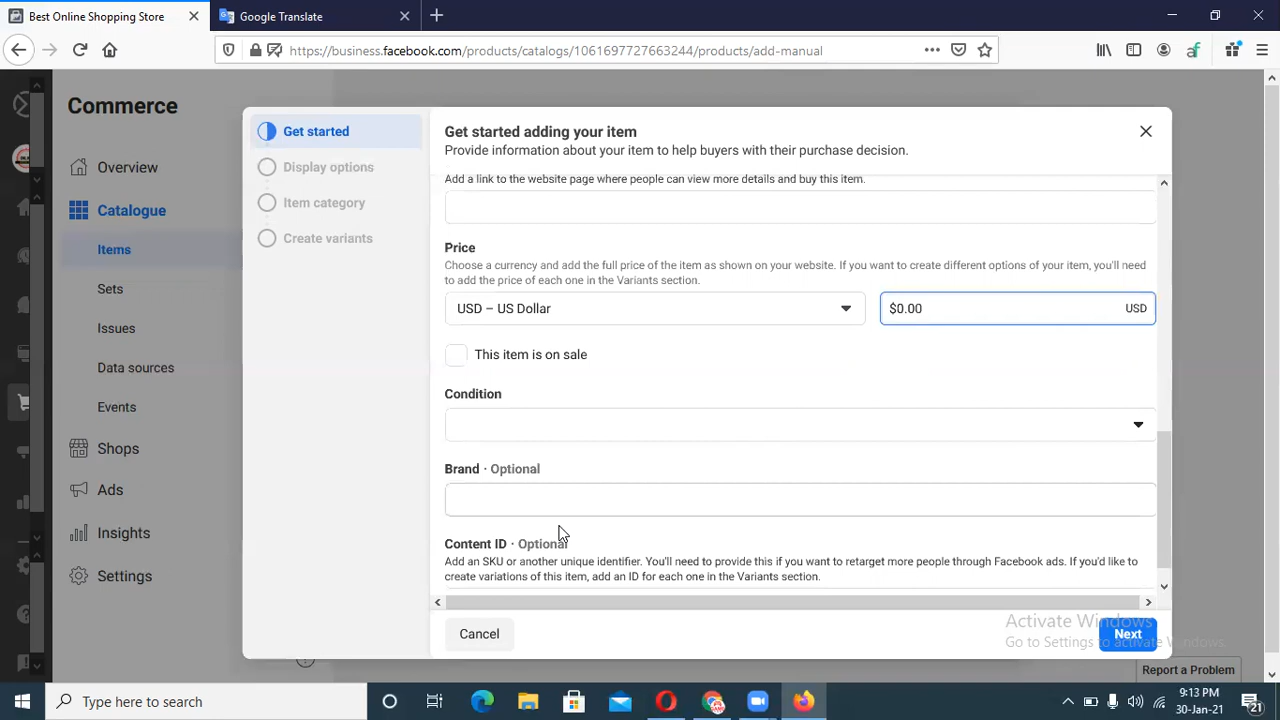 Best Online Shopping Store
Google Translate
https://business.facebook.com/products/catalogs/1061697727663244/products/add-manual
Commerce
Overview
Catalogue
Items
Sets
Issues
Data sources
Events
Shops
Ads
Insights
Settings
Get started
Display options
Item category
Create variants
Get started adding your item
Provide information about your item to help buyers with their purchase decision.
Add a link to the website page where people can view more details and buy this item.
Price
Choose a currency and add the full price of the item as shown on your website. If you want to create different options of your item, you'll need
to add the price of each one in the Variants section.
USD – US Dollar
$0.00 USD
This item is on sale
Condition
Brand · Optional
Content ID · Optional
Add an SKU or another unique identifier. You'll need to provide this if you want to retarget more people through Facebook ads. If you'd like to
create variations of this item, add an ID for each one in the Variants section.
Cancel
Next
Activate Windows
Go to Settings to activate Windows.
Report a Problem
Type here to search
9:13 PM
30-Jan-21
21